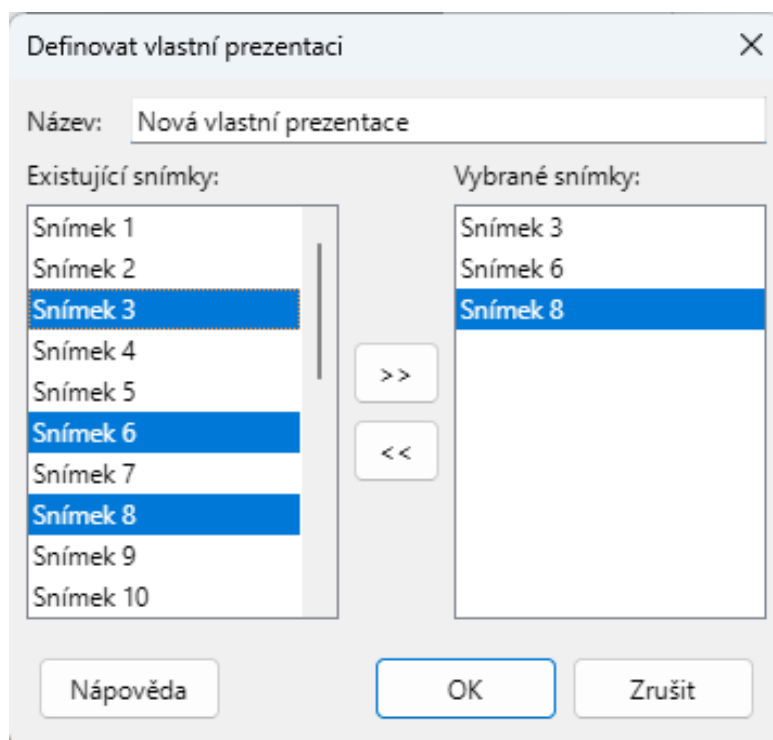 Definovat vlastní prezentaci
Název: Nová vlastní prezentace
Existující snímky:
Snímek 1
Snímek 2
Snímek 3
Snímek 4
Snímek 5
Snímek 6
Snímek 7
Snímek 8
Snímek 9
Snímek 10
>>
<<
Vybrané snímky:
Snímek 3
Snímek 6
Snímek 8
Nápověda
OK
Zrušit